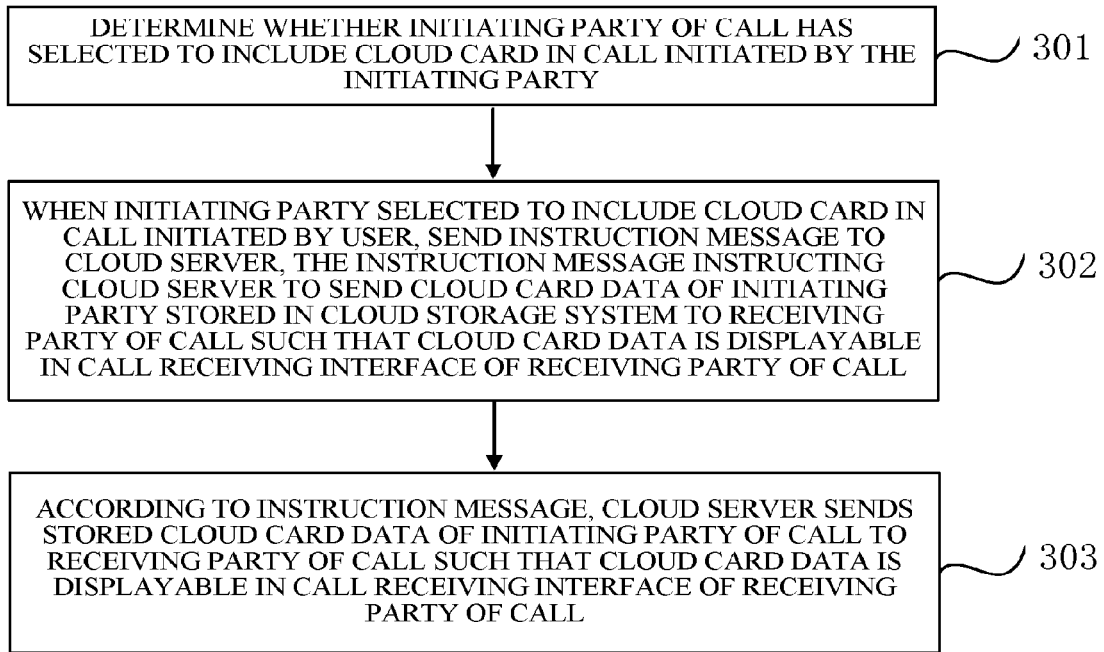 DETERMINE WHETHER INITIATING PARTY OF CALL HAS
SELECTED TO INCLUDE CLOUD CARD IN CALL INITIATED BY THE
INITIATING PARTY
301
WHEN INITIATING PARTY SELECTED TO INCLUDE CLOUD CARD IN
CALL INITIATED BY USER, SEND INSTRUCTION MESSAGE TO
CLOUD SERVER, THE INSTRUCTION MESSAGE INSTRUCTING
CLOUD SERVER TO SEND CLOUD CARD DATA OF INITIATING
PARTY STORED IN CLOUD STORAGE SYSTEM TO RECEIVING
PARTY OF CALL SUCH THAT CLOUD CARD DATA IS DISPLAYABLE
IN CALL RECEIVING INTERFACE OF RECEIVING PARTY OF CALL
302
ACCORDING TO INSTRUCTION MESSAGE, CLOUD SERVER SENDS
STORED CLOUD CARD DATA OF INITIATING PARTY OF CALL TO
RECEIVING PARTY OF CALL SUCH THAT CLOUD CARD DATA IS
DISPLAYABLE IN CALL RECEIVING INTERFACE OF RECEIVING
PARTY OF CALL
303